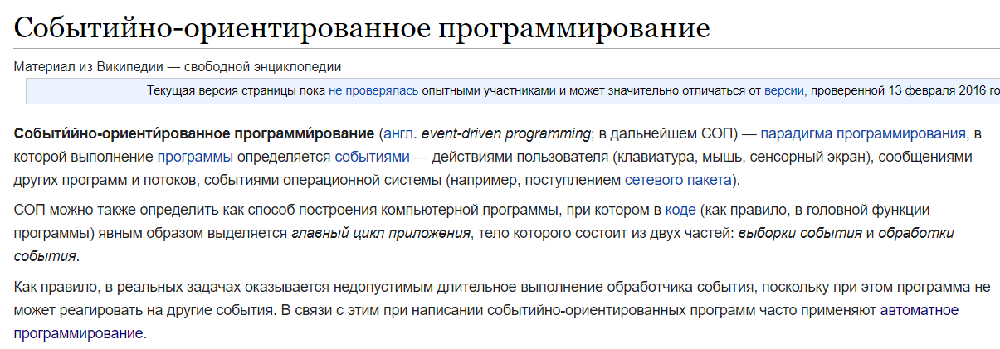 Событийно-ориентированное программирование
Материал из Википедии — свободной энциклопедии
Текущая версия страницы пока не проверялась опытными участниками и может значительно отличаться от версии, проверенной 13 февраля 2016 го
Событи́йно-ориенти́рованное программи́рование (англ. event-driven programming; в дальнейшем СОП) — парадигма программирования, в
которой выполнение программы определяется событиями — действиями пользователя (клавиатура, мышь, сенсорный экран), сообщениями
других программ и потоков, событиями операционной системы (например, поступлением сетевого пакета).
СОП можно также определить как способ построения компьютерной программы, при котором в коде (как правило, в головной функции
программы) явным образом выделяется главный цикл приложения, тело которого состоит из двух частей: выборки события и обработки
события.
Как правило, в реальных задачах оказывается недопустимым длительное выполнение обработчика события, поскольку при этом программа не
может реагировать на другие события. В связи с этим при написании событийно-ориентированных программ часто применяют автоматное
программирование.